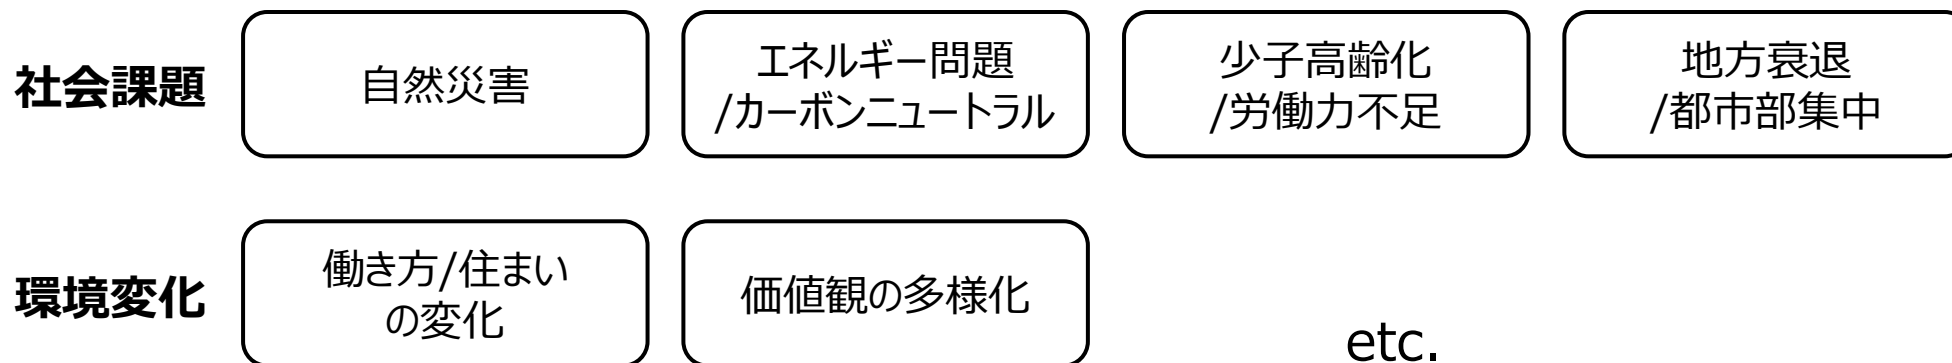 社会課題
自然災害
エネルギー問題
/カーボンニュートラル
少子高齢化
/労働力不足
地方衰退
/都市部集中
環境変化
働き方/住まい
の変化
価値観の多様化
etc.